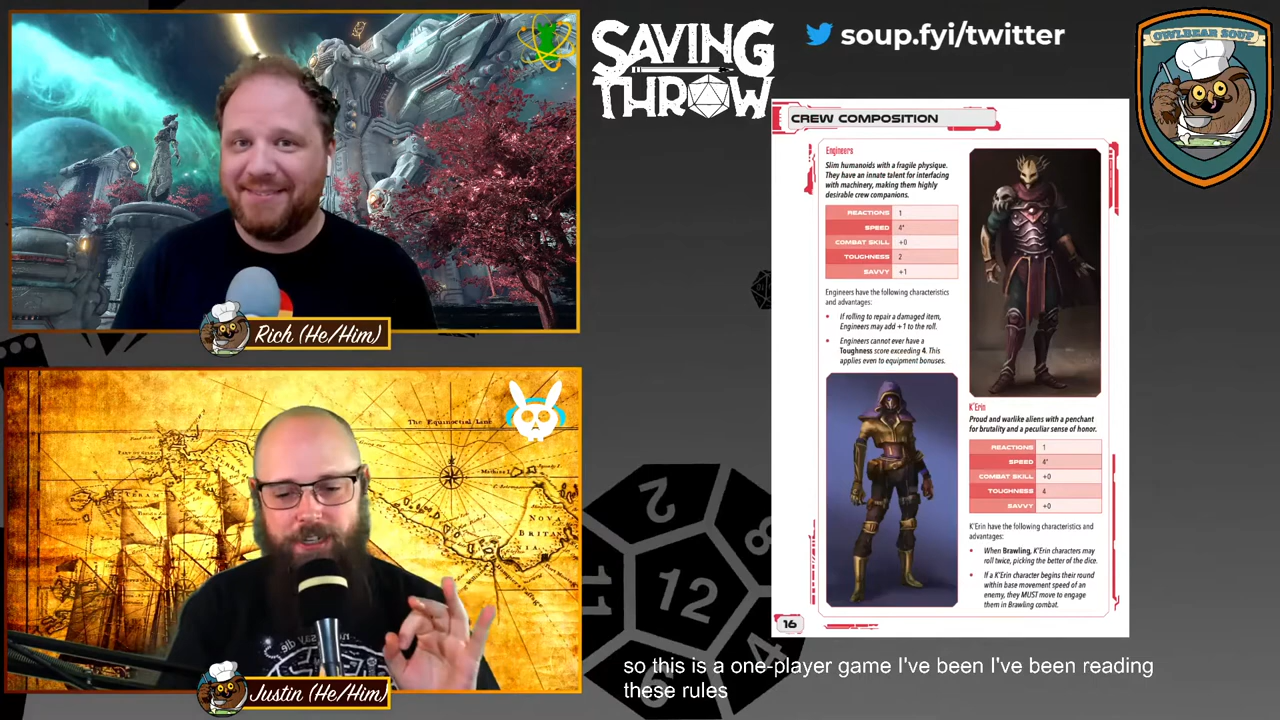 SAVING
THROW
soup.fyi/twitter
OWLBEAR SOUP
Rich (He/Him)
The Equinoctial Line
Justin (He/Him)
CREW COMPOSITION
Engineers
Slim humanoids with a fragile physique.
They have an innate talent for interfacing
with machinery, making them highly
desirable crew companions.
REACTIONS 1
SPEED 4"
COMBAT SKILL +0
TOUGHNESS 2
SAVVY +1
Engineers have the following characteristics
and advantages:
• If rolling to repair a damaged item,
Engineers may add +1 to the roll.
• Engineers cannot ever have a
Toughness score exceeding 4. This
applies even to equipment bonuses.
K'Erin
Proud and warlike aliens with a penchant
for brutality and a peculiar sense of honor.
REACTIONS 1
SPEED 4"
COMBAT SKILL +0
TOUGHNESS 4
SAVVY +0
K'Erin have the following characteristics and
advantages:
• When Brawling, K'Erin characters may
roll twice, picking the better of the dice.
• If a K'Erin character begins their round
within base movement speed of an
enemy, they MUST move to engage
them in Brawling combat.
16
2
8
12
11
4
so this is a one-player game I've been I've been reading
these rules